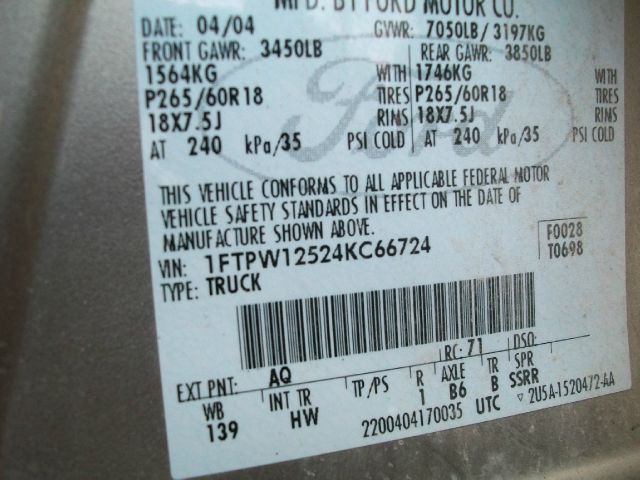 MFD. BY FORD MOTOR CO.
DATE: 04/04 GVWR: 7050LB / 3197KG
FRONT GAWR: 3450LB REAR GAWR: 3850LB
1564KG WITH 1746KG WITH
P265/60R18 TIRES P265/60R18 TIRES
18X7.5J RIMS 18X7.5J RIMS
AT 240 kPa/35 PSI COLD AT 240 kPa/35 PSI COLD
Ford
THIS VEHICLE CONFORMS TO ALL APPLICABLE FEDERAL MOTOR
VEHICLE SAFETY STANDARDS IN EFFECT ON THE DATE OF
MANUFACTURE SHOWN ABOVE.
VIN: 1FTPW12524KC66724 F0028
TYPE: TRUCK T0698
EXT PNT: AQ RC: 71 DSO:
WB INT TR TP/PS R AXLE TR SPR
139 HW 1 B6 B SSRR
2200404170035 UTC ▽ 2U5A-1520472-AA